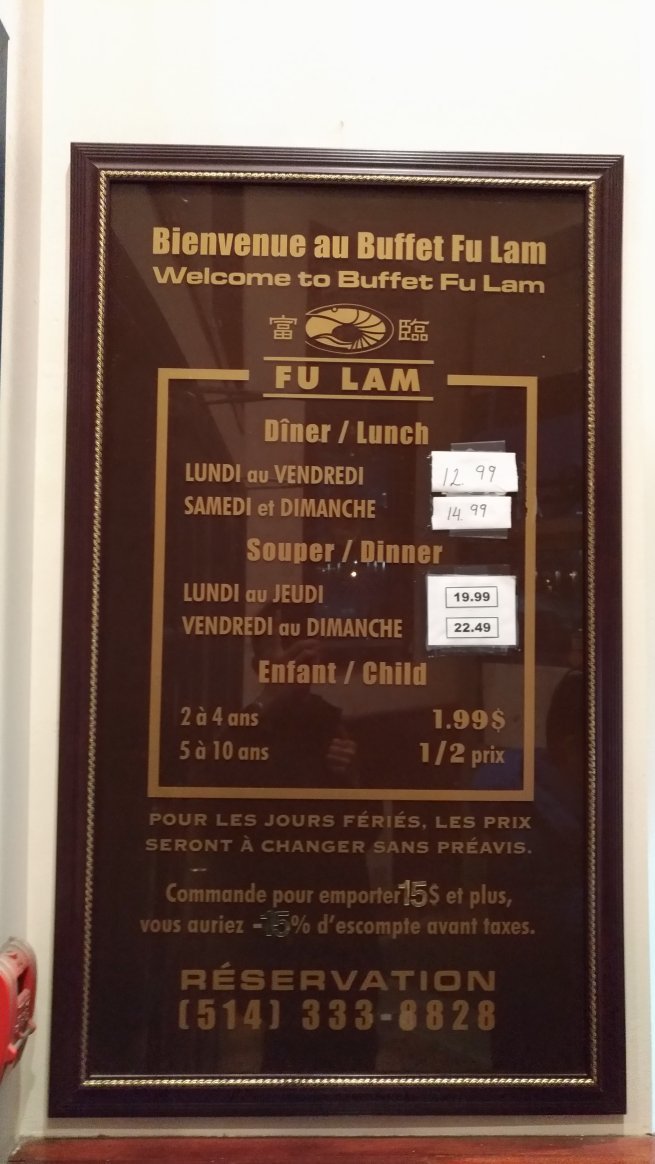 Bienvenue au Buffet Fu Lam
Welcome to Buffet Fu Lam
富 臨
FU LAM
Dîner / Lunch
LUNDI au VENDREDI 12.99
SAMEDI et DIMANCHE 14.99
Souper / Dinner
LUNDI au JEUDI 19.99
VENDREDI au DIMANCHE 22.49
Enfant / Child
2 à 4 ans 1.99$
5 à 10 ans 1/2 prix
POUR LES JOURS FÉRIÉS, LES PRIX
SERONT À CHANGER SANS PRÉAVIS.
Commande pour emporter 15$ et plus,
vous auriez -15% d'escompte avant taxes.
RÉSERVATION
(514) 333-8828